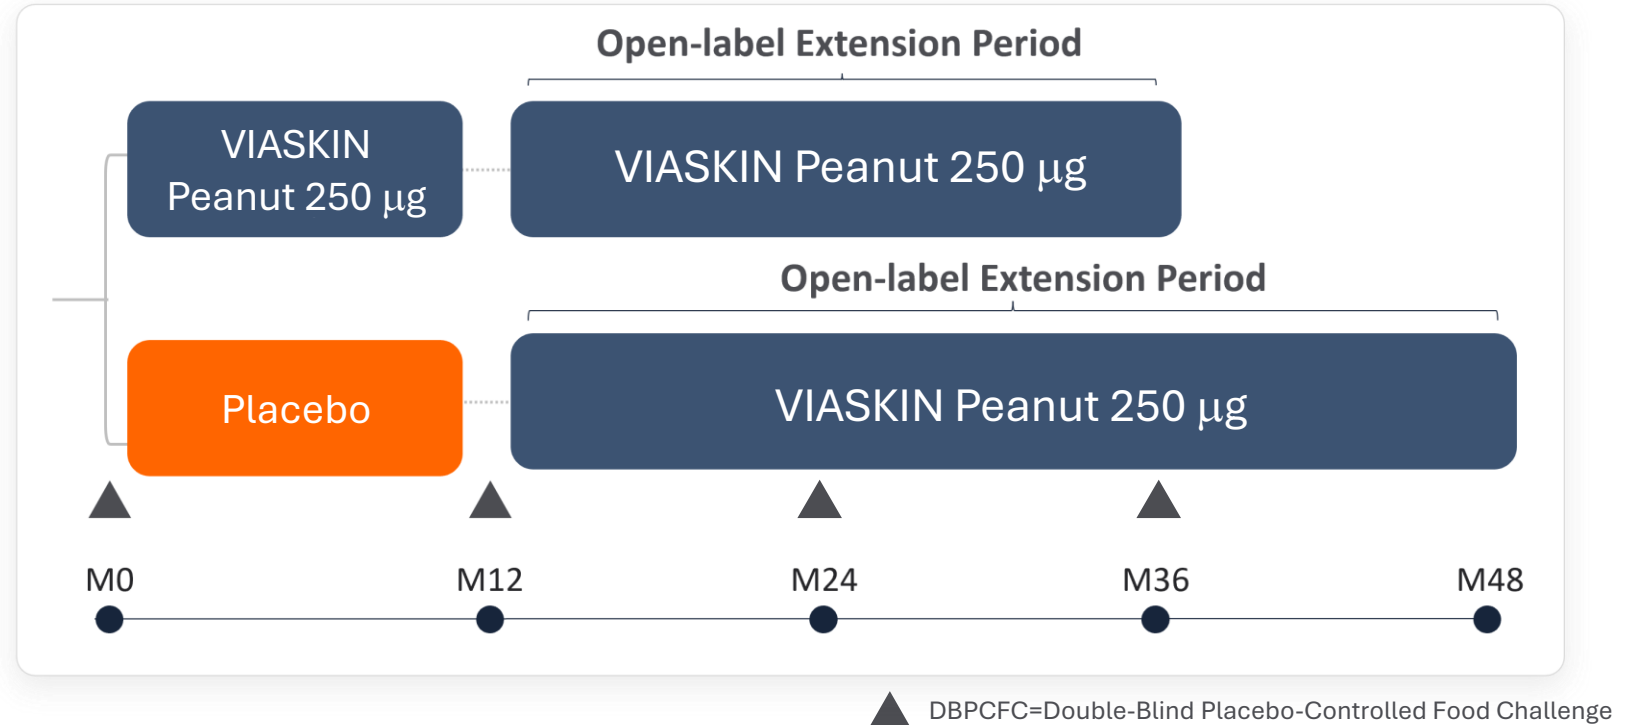 Open-label Extension Period
VIASKIN
Peanut 250 μg
VIASKIN Peanut 250 μg
Open-label Extension Period
Placebo
VIASKIN Peanut 250 μg
M0
M12
M24
M36
M48
DBPCFC=Double-Blind Placebo-Controlled Food Challenge